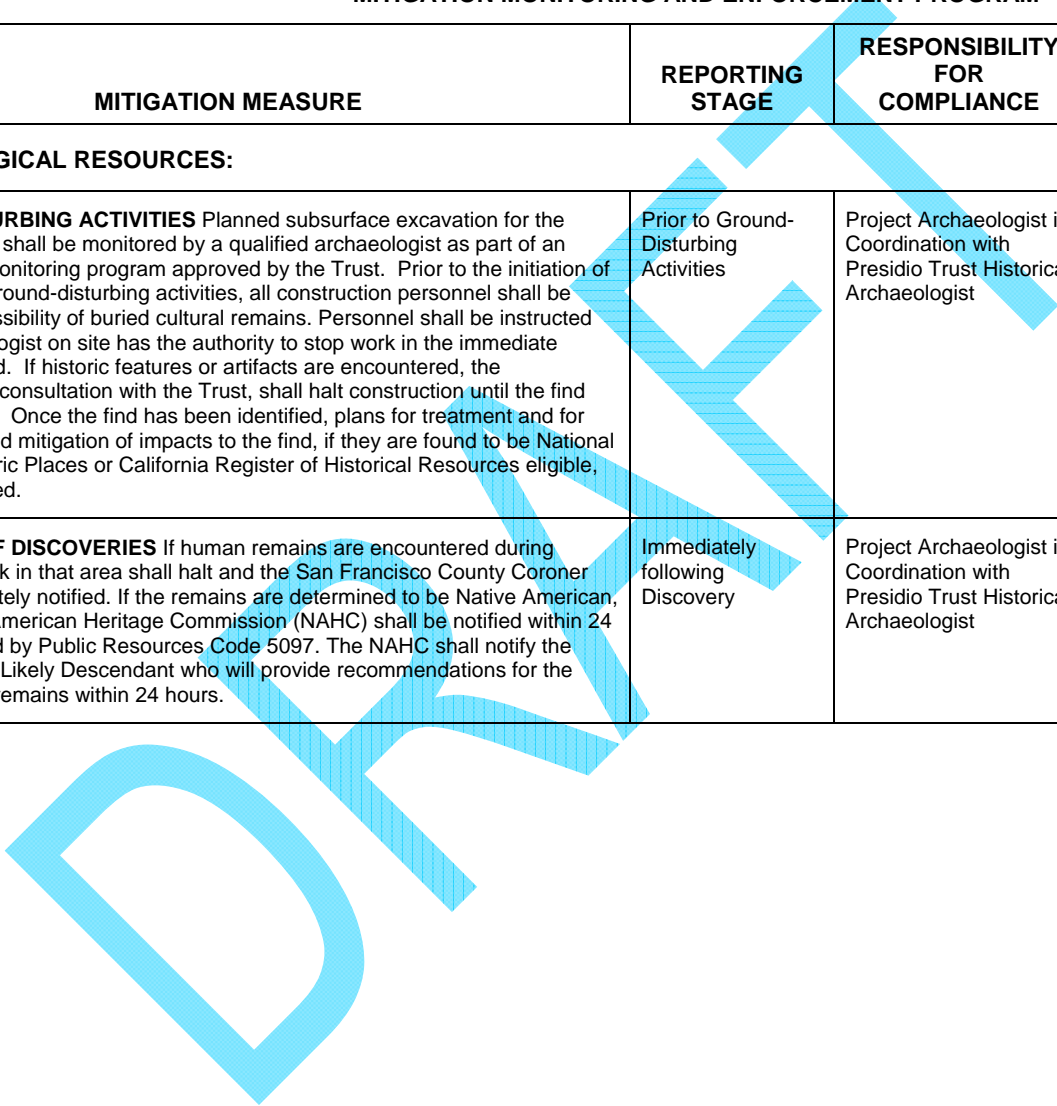 MITIGATION MONITORING AND ENFORCEMENT PROGRAM
MITIGATION MEASURE
REPORTING
STAGE
RESPONSIBILITY
FOR
COMPLIANCE
GICAL RESOURCES:
URBING ACTIVITIES Planned subsurface excavation for the
shall be monitored by a qualified archaeologist as part of an
onitoring program approved by the Trust. Prior to the initiation of
round-disturbing activities, all construction personnel shall be
ssibility of buried cultural remains. Personnel shall be instructed
ogist on site has the authority to stop work in the immediate
d. If historic features or artifacts are encountered, the
consultation with the Trust, shall halt construction until the find
Once the find has been identified, plans for treatment and for
d mitigation of impacts to the find, if they are found to be National
ric Places or California Register of Historical Resources eligible,
ed.
Prior to Ground-
Disturbing
Activities
Project Archaeologist i
Coordination with
Presidio Trust Historica
Archaeologist
F DISCOVERIES If human remains are encountered during
k in that area shall halt and the San Francisco County Coroner
tely notified. If the remains are determined to be Native American,
American Heritage Commission (NAHC) shall be notified within 24
d by Public Resources Code 5097. The NAHC shall notify the
Likely Descendant who will provide recommendations for the
remains within 24 hours.
Immediately
following
Discovery
Project Archaeologist i
Coordination with
Presidio Trust Historica
Archaeologist
DRAFT